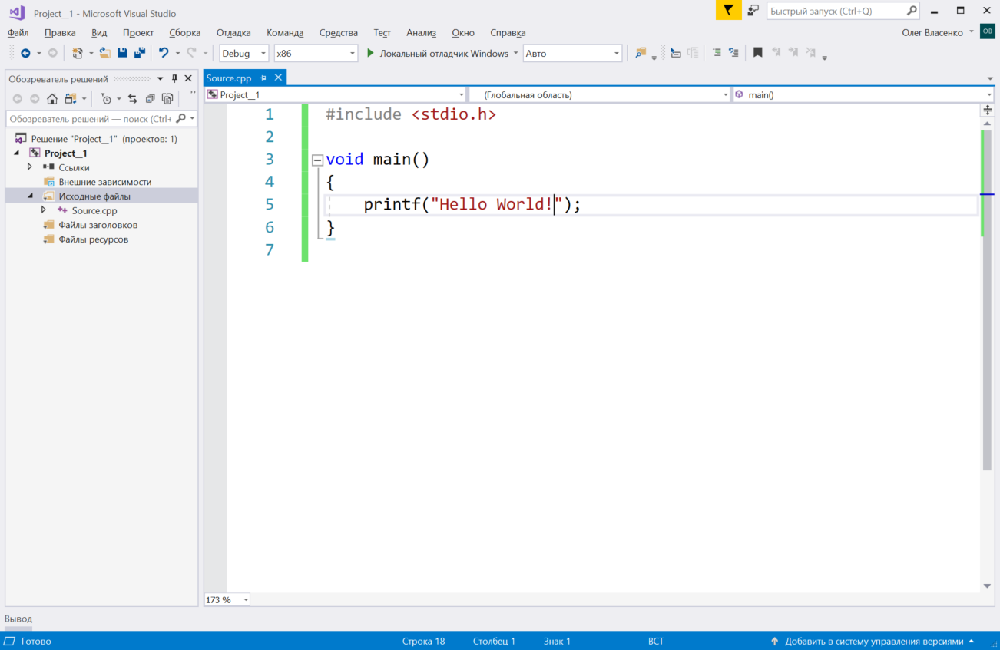 Project__1 - Microsoft Visual Studio
Быстрый запуск (Ctrl+Q)
Файл Правка Вид Проект Сборка Отладка Команда Средства Тест Анализ Окно Справка
Олег Власенко ОВ
Debug x86 Локальный отладчик Windows Авто
Обозреватель решений
Обозреватель решений — поиск (Ctrl+
Решение "Project__1" (проектов: 1)
Project__1
Ссылки
Внешние зависимости
Исходные файлы
Source.cpp
Файлы заголовков
Файлы ресурсов
Source.cpp
Project__1 (Глобальная область) main()
1 #include <stdio.h>
2
3 void main()
4 {
5 printf("Hello World!");
6 }
7
173 %
Вывод
Готово Строка 18 Столбец 1 Знак 1 ВСТ Добавить в систему управления версиями